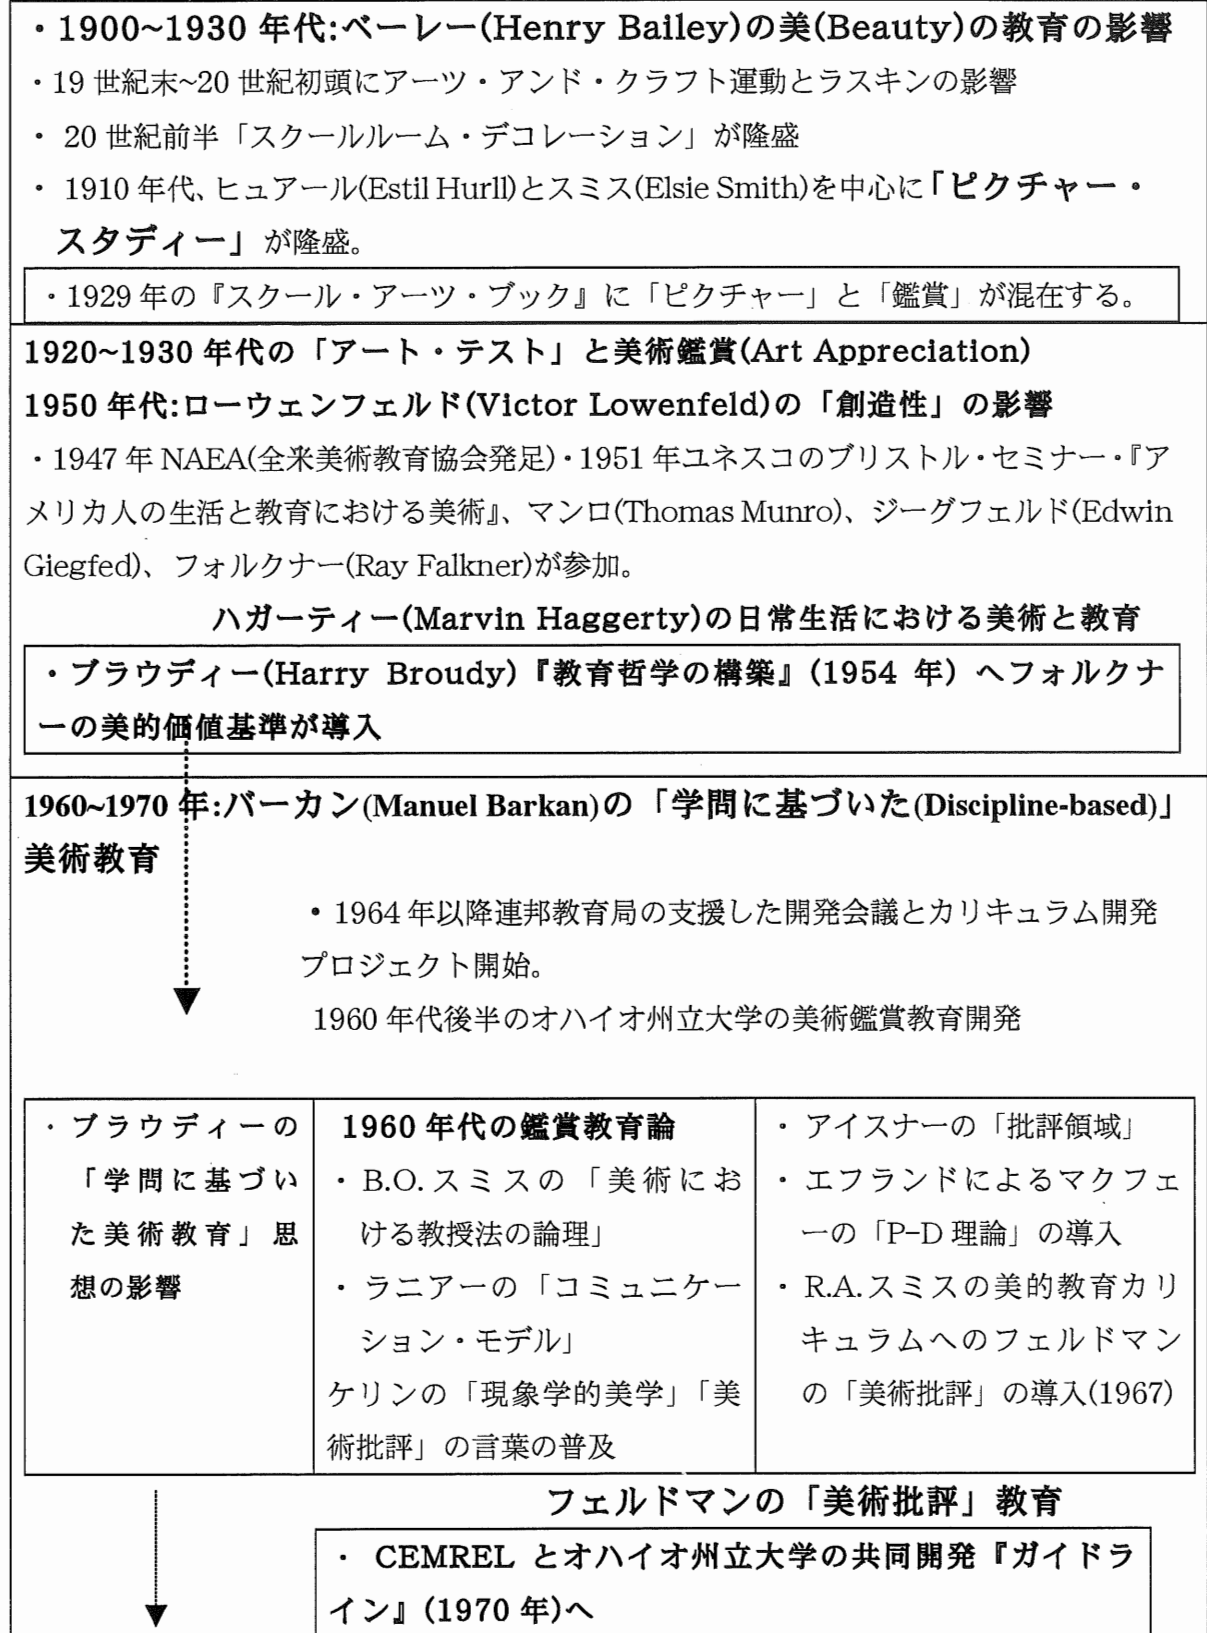 ・1900~1930 年代:ベーレー(Henry Bailey)の美(Beauty)の教育の影響
・19 世紀末~20 世紀初頭にアーツ・アンド・クラフト運動とラスキンの影響
・ 20 世紀前半「スクールルーム・デコレーション」が隆盛
・ 1910 年代、ヒュアール(Estil Hurll)とスミス(Elsie Smith)を中心に「ピクチャー・
スタディー」が隆盛。
・1929 年の『スクール・アーツ・ブック』に「ピクチャー」と「鑑賞」が混在する。
1920~1930 年代の「アート・テスト」と美術鑑賞(Art Appreciation)
1950 年代:ローウェンフェルド(Victor Lowenfeld)の「創造性」の影響
・1947 年 NAEA(全米美術教育協会発足)・1951 年ユネスコのブリストル・セミナー・『ア
メリカ人の生活と教育における美術』、マンロ(Thomas Munro)、ジーグフェルド(Edwin
Giegfed)、フォルクナー(Ray Falkner)が参加。
ハガーティー(Marvin Haggerty)の日常生活における美術と教育
・ブラウディー(Harry Broudy)『教育哲学の構築』(1954 年) へフォルクナ
ーの美的価値基準が導入
1960~1970 年:バーカン(Manuel Barkan)の「学問に基づいた(Discipline-based)」
美術教育
・1964 年以降連邦教育局の支援した開発会議とカリキュラム開発
プロジェクト開始。
1960 年代後半のオハイオ州立大学の美術鑑賞教育開発
・ブラウディーの
「学問に基づい
た美術教育」思
想の影響
1960 年代の鑑賞教育論
・B.O.スミスの「美術にお
ける教授法の論理」
・ラニアーの「コミュニケー
ション・モデル」
ケリンの「現象学的美学」「美
術批評」の言葉の普及
・アイスナーの「批評領域」
・エフランドによるマクフェ
ーの「P-D 理論」の導入
・R.A.スミスの美的教育カリ
キュラムへのフェルドマン
の「美術批評」の導入(1967)
フェルドマンの「美術批評」教育
・ CEMREL とオハイオ州立大学の共同開発『ガイドラ
イン』(1970 年)へ